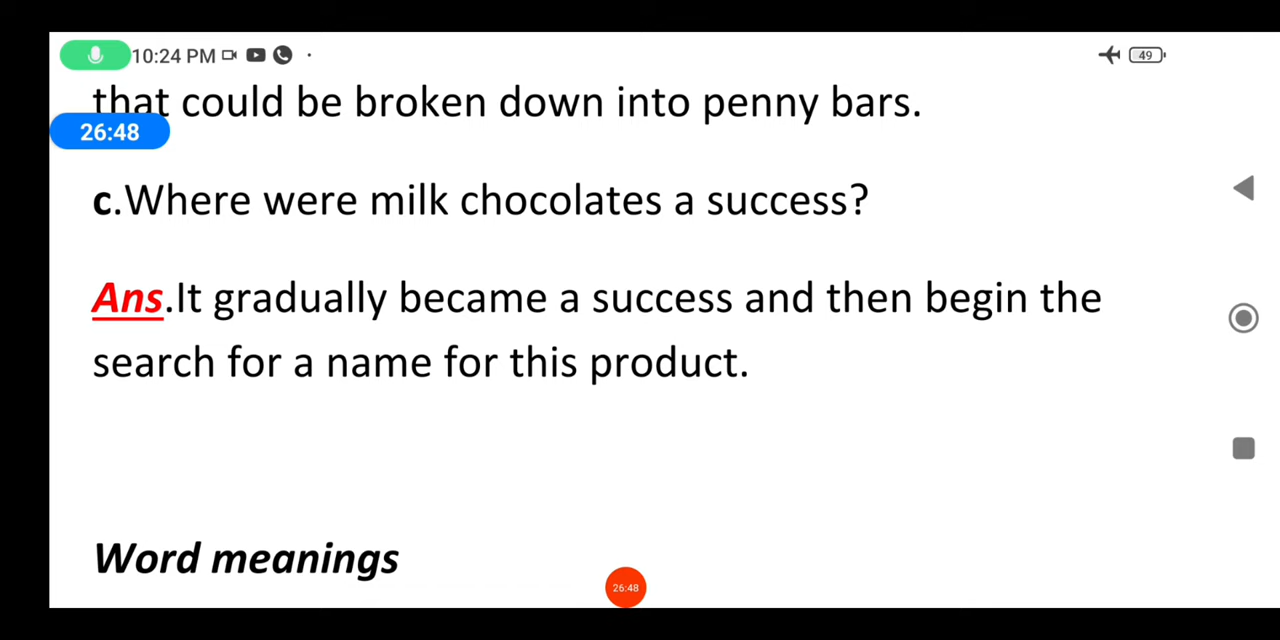 10:24 PM
49
that could be broken down into penny bars.
26:48
c.Where were milk chocolates a success?
Ans.It gradually became a success and then begin the
search for a name for this product.
Word meanings
26:48